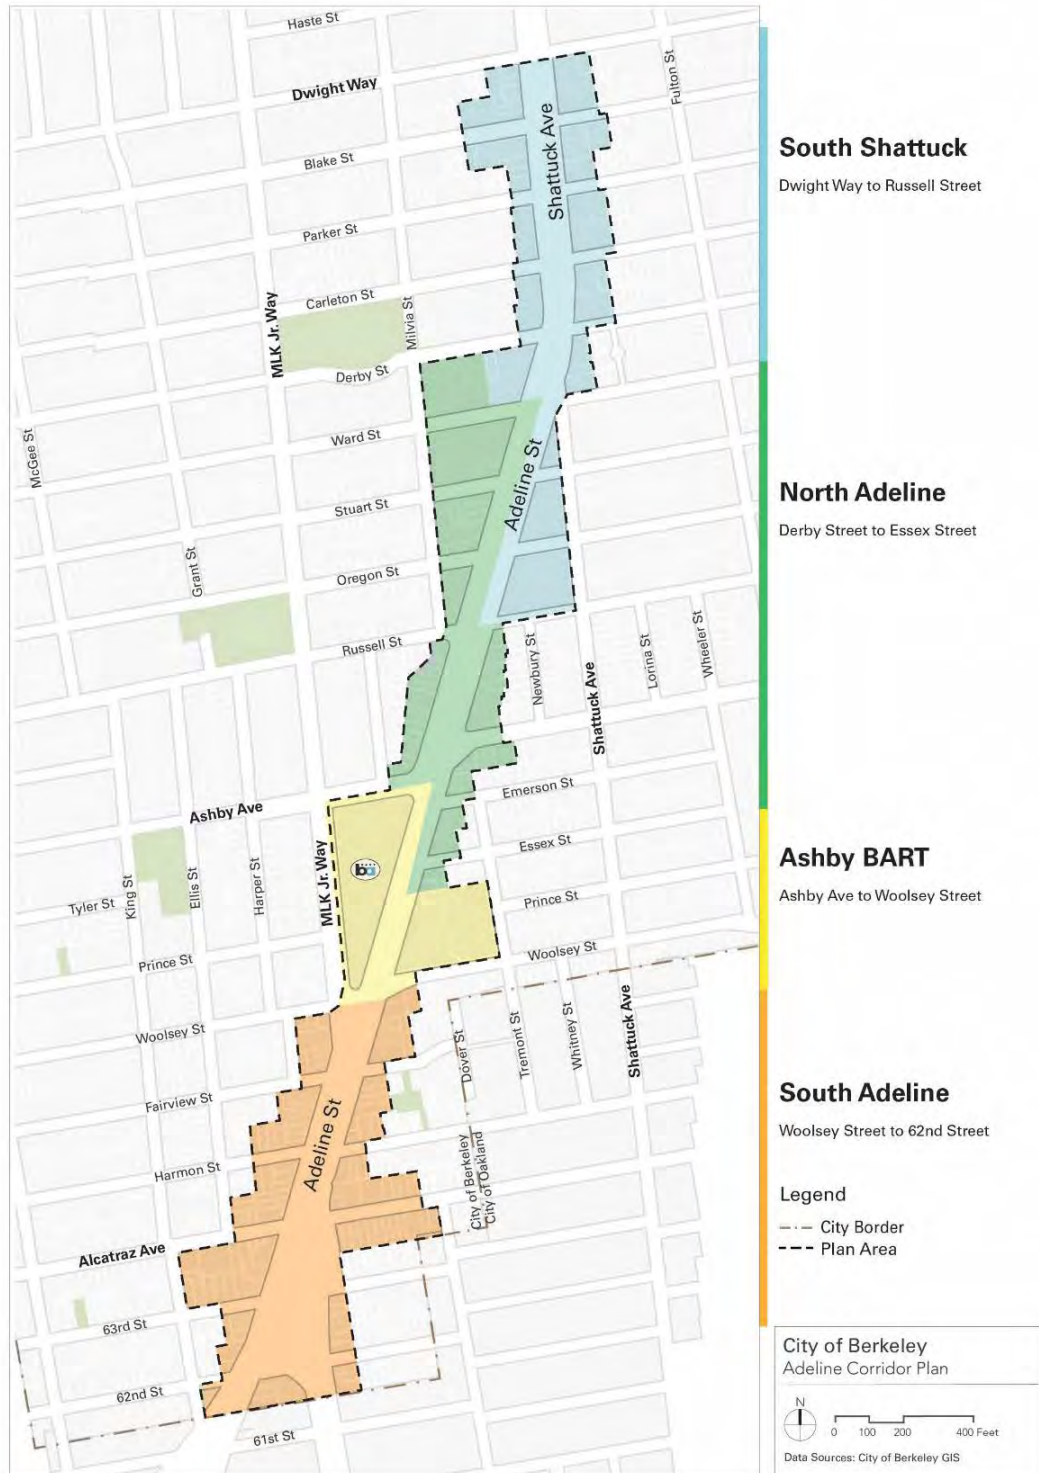 Haste St
Dwight Way
Fulton St
Shattuck Ave
Blake St
Parker St
Carleton St
MLK Jr. Way
Milvia St
Derby St
Ward St
McGee St
Adeline St
Stuart St
Grant St
Oregon St
Russell St
Newbury St
Lorina St
Wheeler St
Shattuck Ave
Emerson St
Ashby Ave
Essex St
MLK Jr. Way
ba
King St
Ellis St
Harper St
Tyler St
Prince St
Woolsey St
Prince St
Woolsey St
Dover St
Tremont St
Whitney St
Shattuck Ave
Fairview St
Adeline St
Harmon St
City of Berkeley
City of Oakland
Alcatraz Ave
63rd St
62nd St
61st St
South Shattuck
Dwight Way to Russell Street
North Adeline
Derby Street to Essex Street
Ashby BART
Ashby Ave to Woolsey Street
South Adeline
Woolsey Street to 62nd Street
Legend
City Border
Plan Area
City of Berkeley
Adeline Corridor Plan
N
0 100 200 400 Feet
Data Sources: City of Berkeley GIS